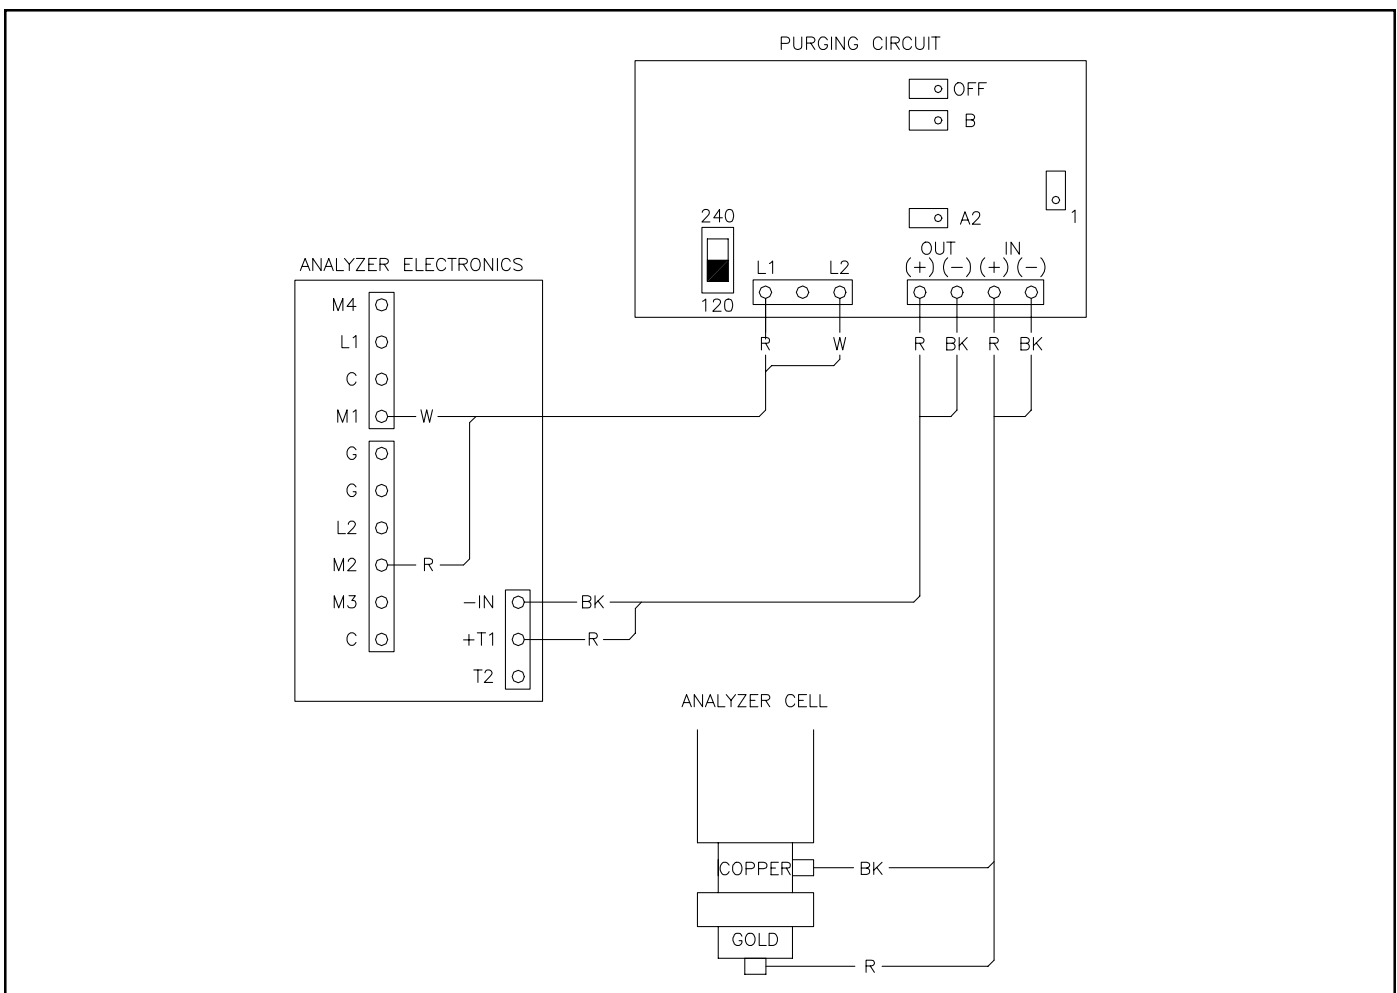 PURGING CIRCUIT
OFF
B
1
A2
240
120
L1 L2
OUT IN
(+) (-) (+) (-)
R W R BK R BK
ANALYZER ELECTRONICS
M4
L1
C
M1 W
G
G
L2
M2 R
M3
C
-IN BK
+T1 R
T2
ANALYZER CELL
COPPER BK
GOLD
R